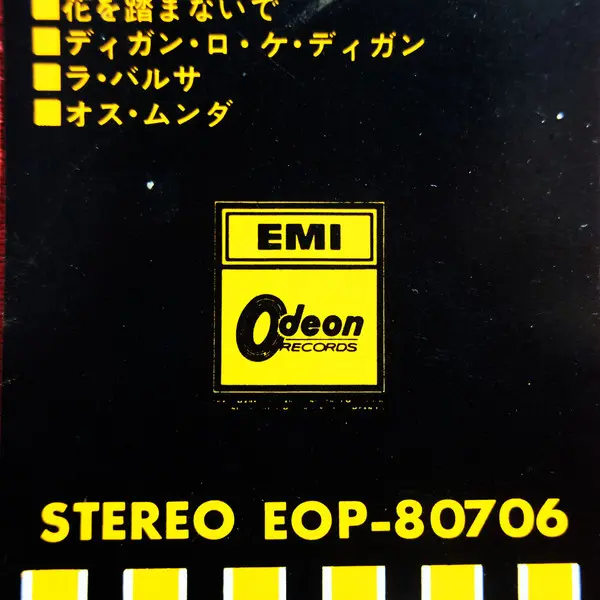 ■花を踏まないで
■ディガン・ロ・ケ・ディガン
■ラ・バルサ
■オス・ムンダ
EMI
Odeon
RECORDS
STEREO EOP-80706